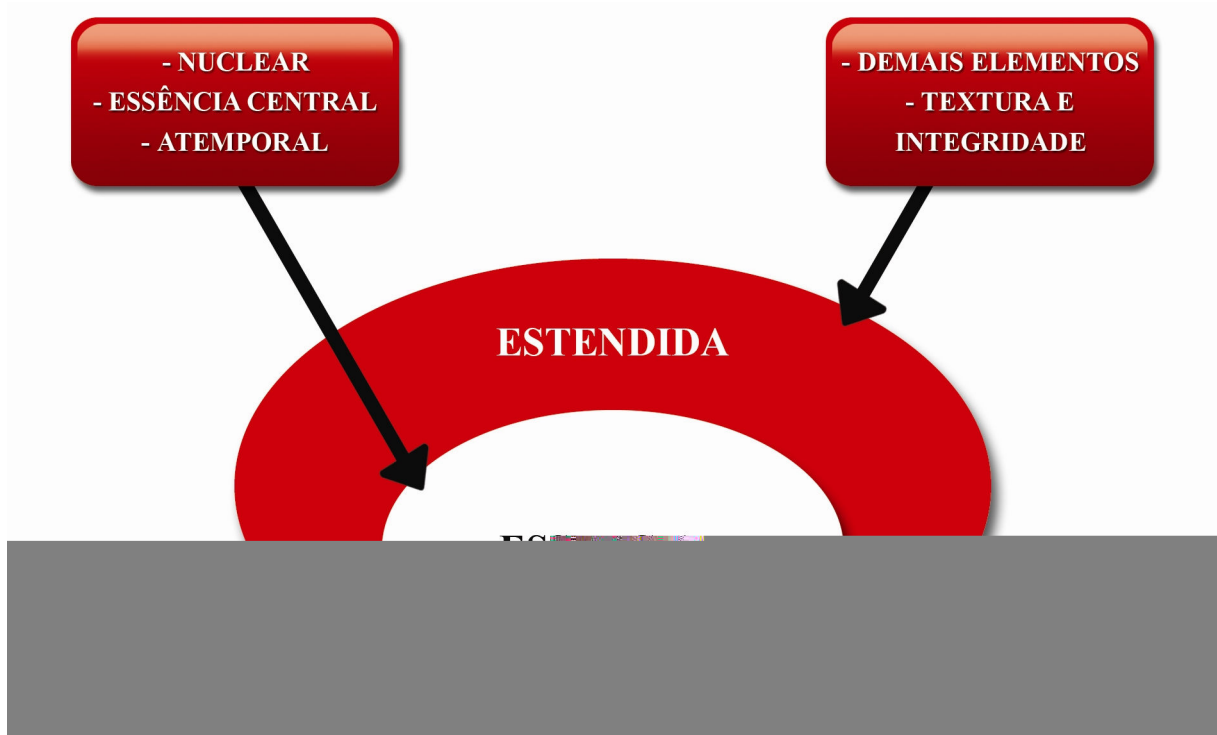 - NUCLEAR
- ESSÊNCIA CENTRAL
- ATEMPORAL
- DEMAIS ELEMENTOS
- TEXTURA E
INTEGRIDADE
ESTENDIDA